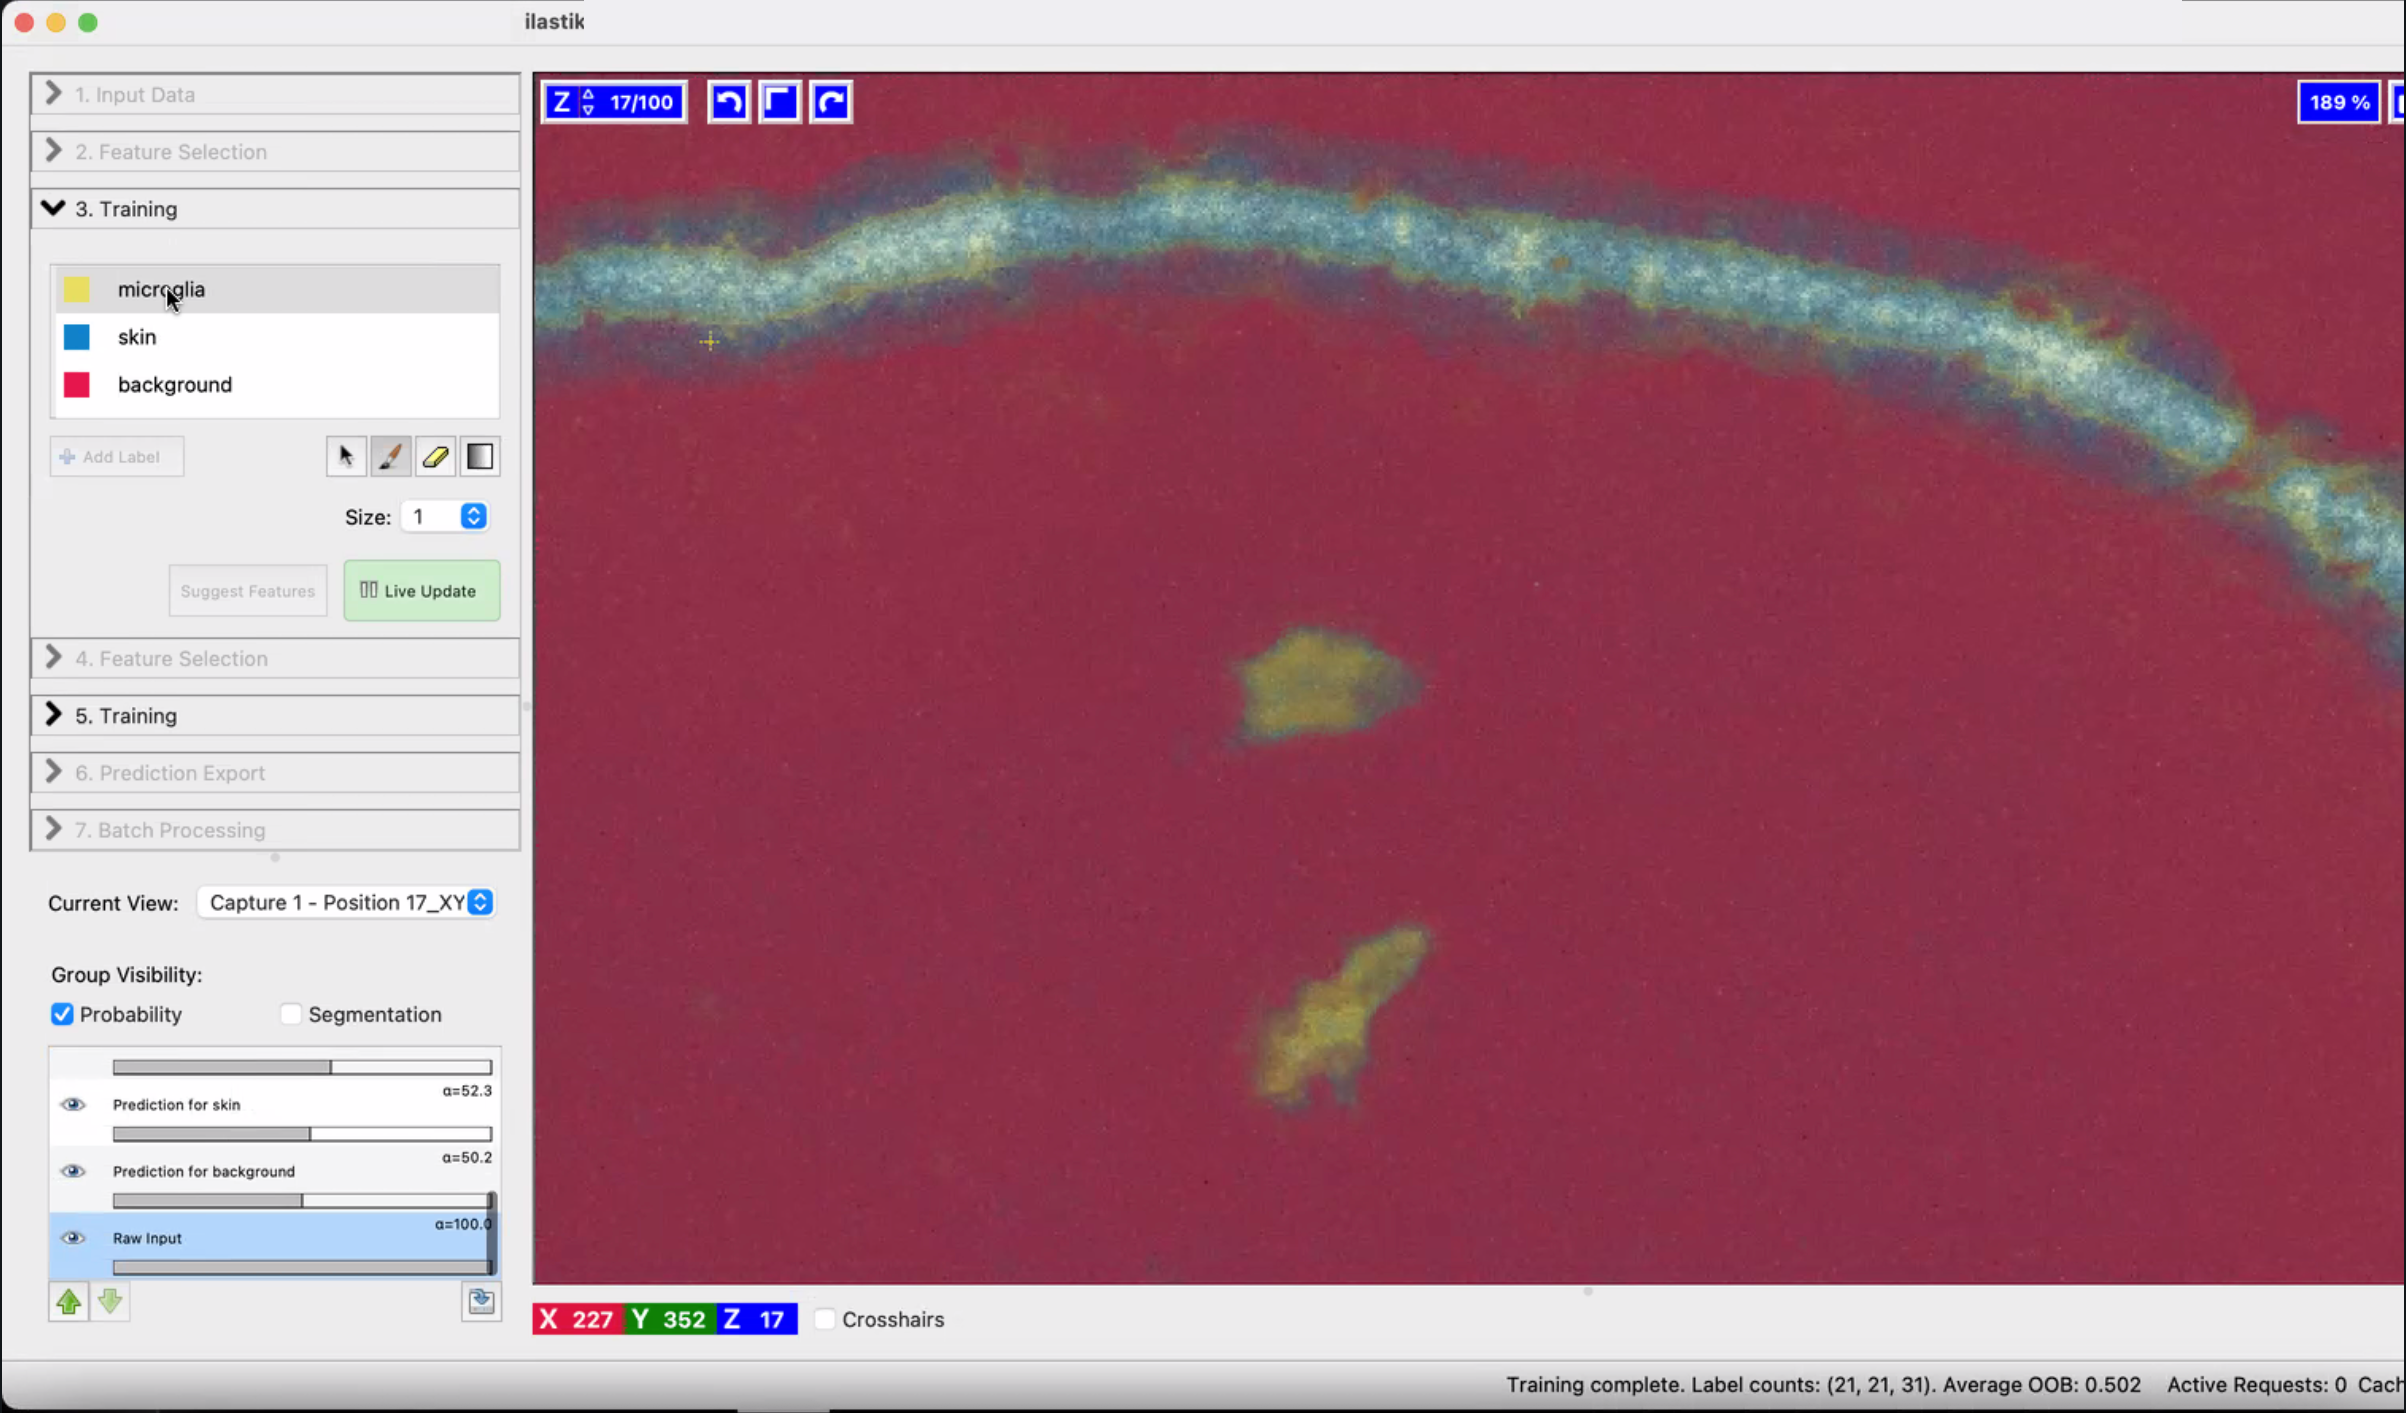 ilastik
1. Input Data
2. Feature Selection
3. Training
microglia
skin
background
Add Label
Size: 1
Suggest Features
Live Update
4. Feature Selection
5. Training
6. Prediction Export
7. Batch Processing
Current View: Capture 1 - Position 17_XY
Group Visibility:
Probability Segmentation
α=52.3
Prediction for skin
α=50.2
Prediction for background
α=100.0
Raw Input
Z 17/100
189 %
X 227 Y 352 Z 17 Crosshairs
Training complete. Label counts: (21, 21, 31). Average OOB: 0.502 Active Requests: 0 Cach